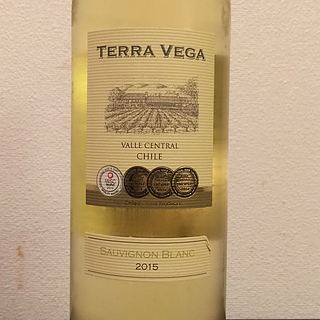 TERRA VEGA
VALLE CENTRAL
CHILE
SAUVIGNON BLANC
2015